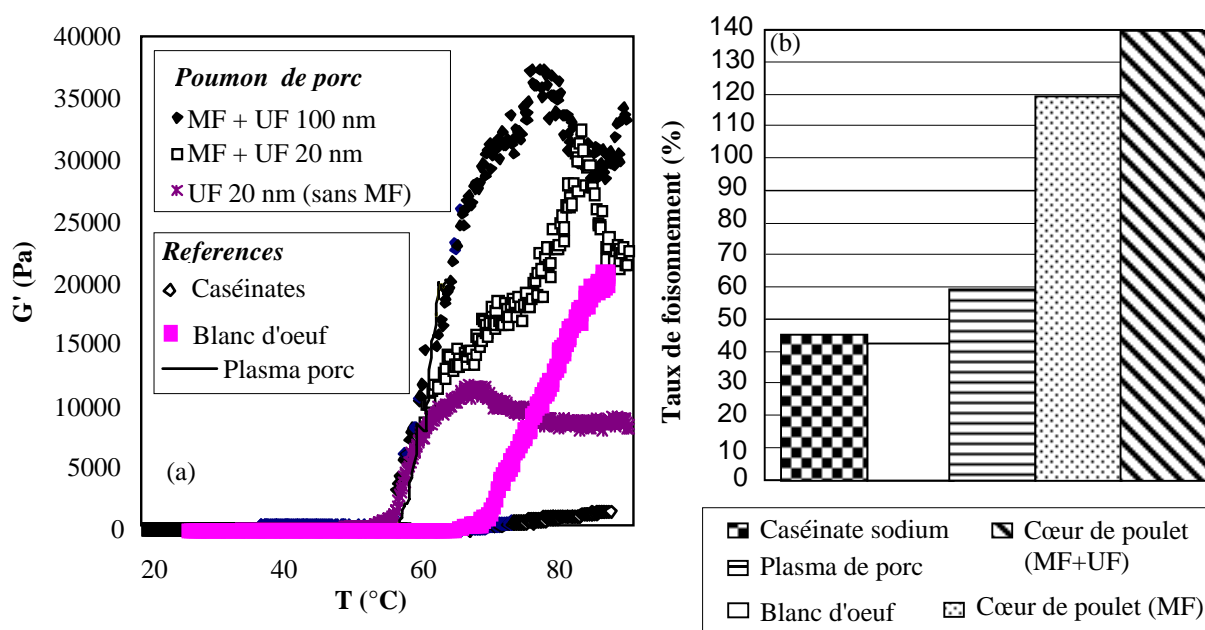 40000
35000
30000
25000
20000
15000
10000
5000
0
G' (Pa)
Poumon de porc
MF + UF 100 nm
MF + UF 20 nm
UF 20 nm (sans MF)
References
Caséinates
Blanc d'oeuf
Plasma porc
(a)
20 40 60 80
T (°C)
(b)
140
130
120
110
100
90
80
70
60
50
40
30
20
10
0
Taux de foisonnement (%)
Caséinate sodium
Plasma de porc
Blanc d'oeuf
Cœur de poulet
(MF+UF)
Cœur de poulet (MF)